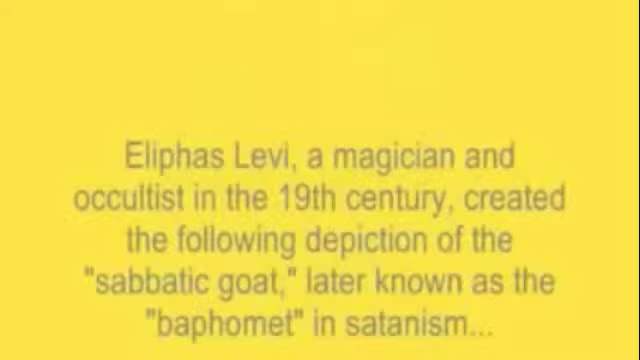 Eliphas Levi, a magician and
occultist in the 19th century, created
the following depiction of the
"sabbatic goat," later known as the
"baphomet" in satanism...